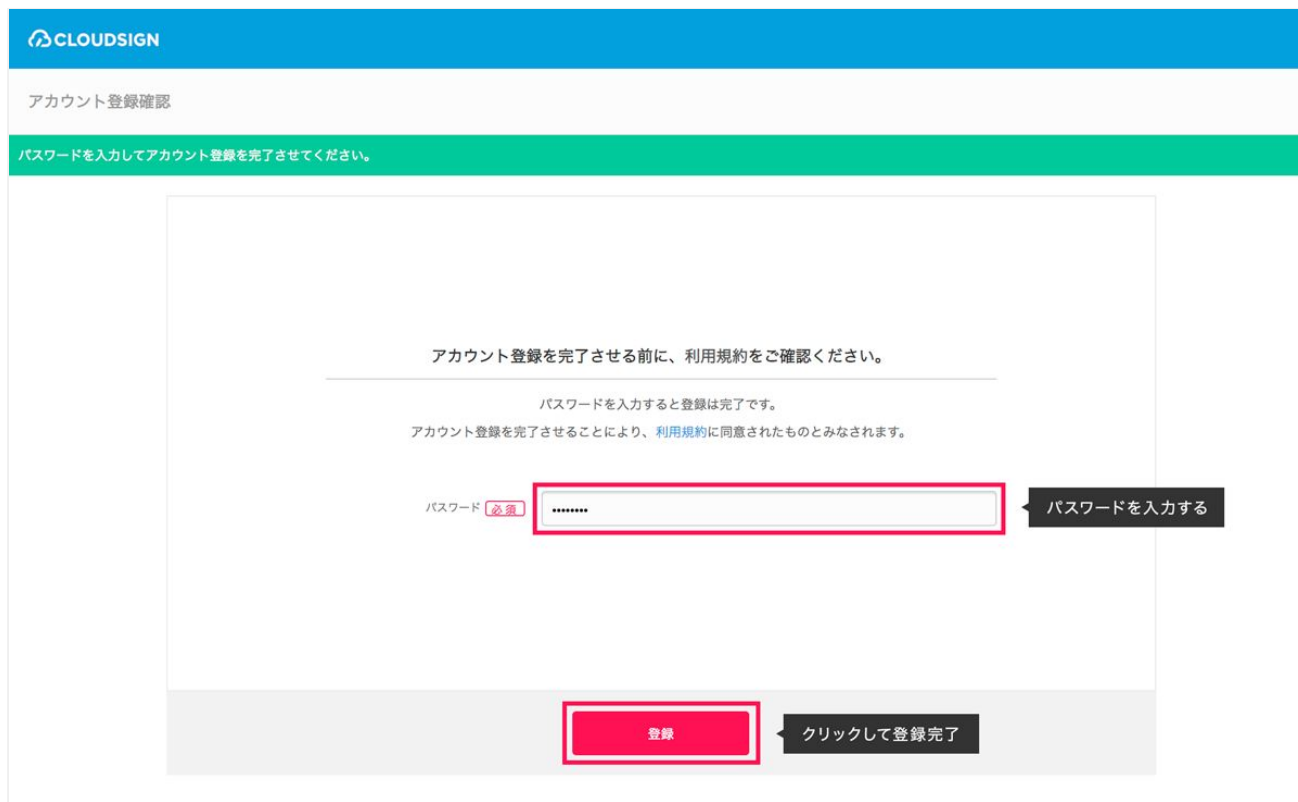 CLOUDSIGN
アカウント登録確認
パスワードを入力してアカウント登録を完了させてください。
アカウント登録を完了させる前に、利用規約をご確認ください。
パスワードを入力すると登録は完了です。
アカウント登録を完了させることにより、利用規約に同意されたものとみなされます。
パスワード 必須 ••••••••
パスワードを入力する
登録
クリックして登録完了